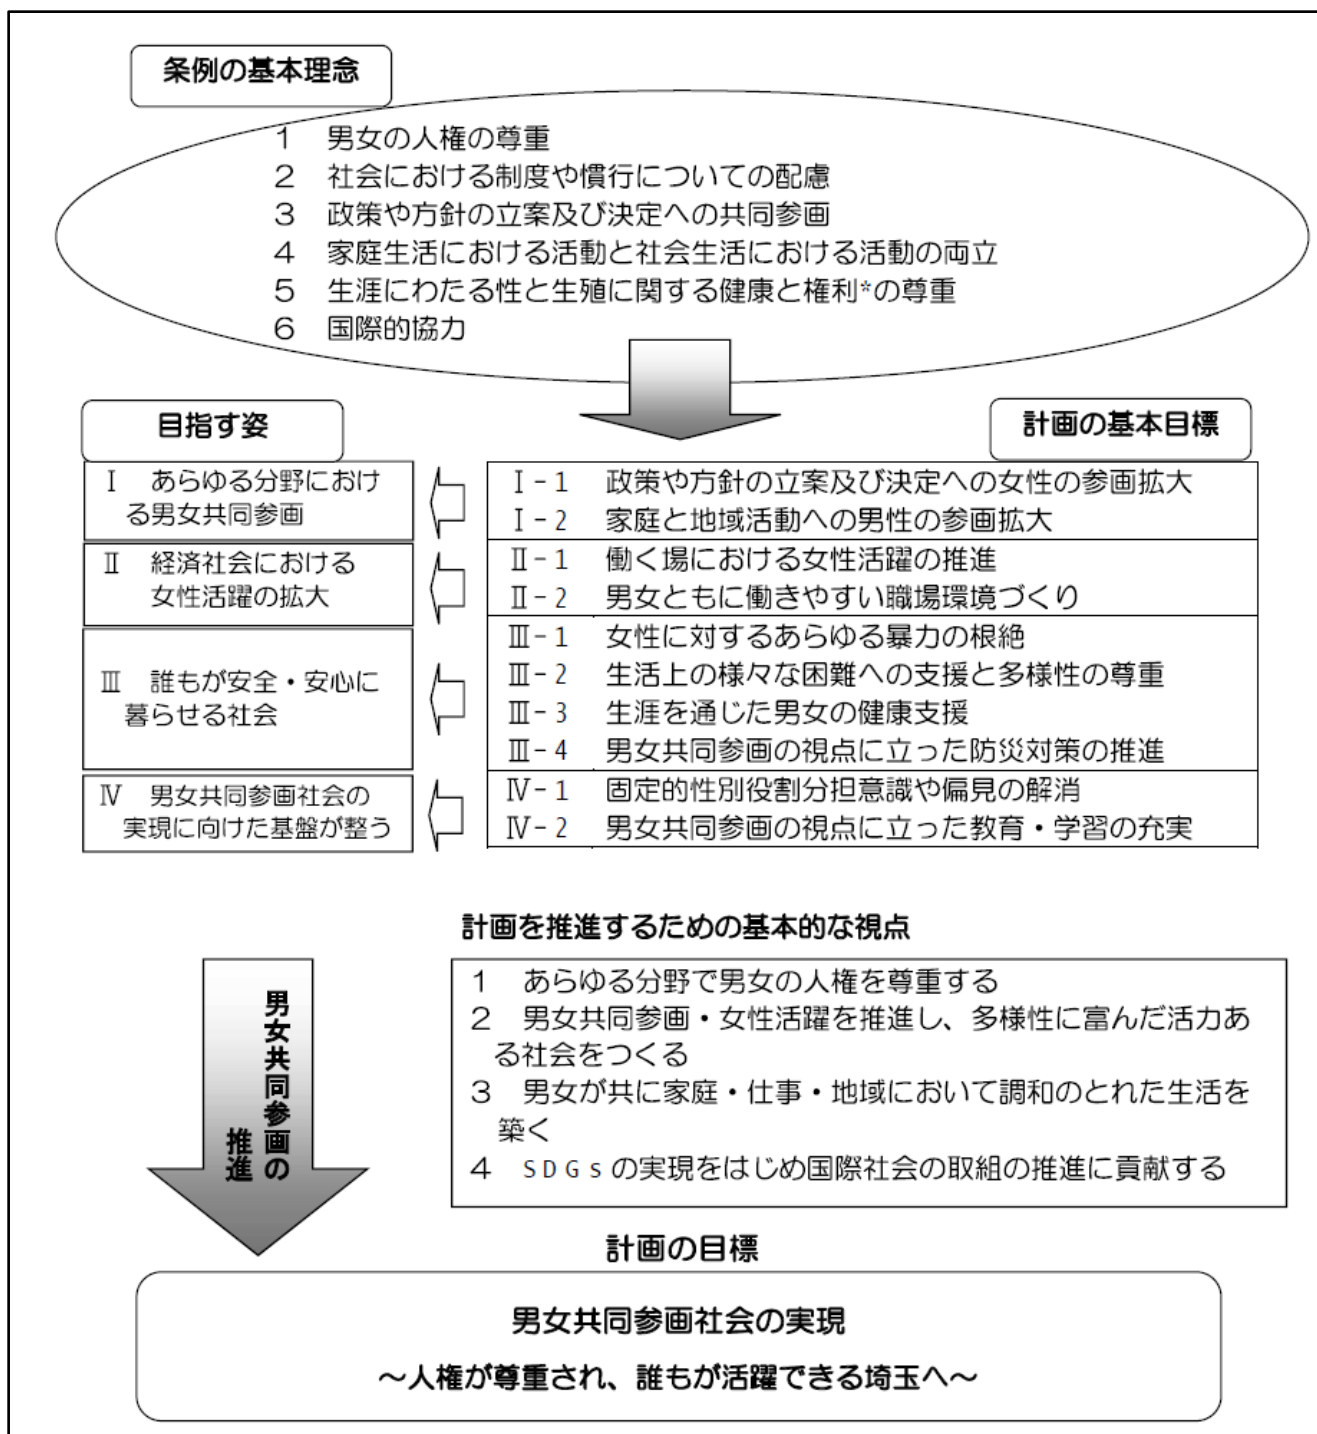 条例の基本理念
1 男女の人権の尊重
2 社会における制度や慣行についての配慮
3 政策や方針の立案及び決定への共同参画
4 家庭生活における活動と社会生活における活動の両立
5 生涯にわたる性と生殖に関する健康と権利*の尊重
6 国際的協力
目指す姿
計画の基本目標
Ⅰ あらゆる分野におけ
る男女共同参画
Ⅰ-1 政策や方針の立案及び決定への女性の参画拡大
Ⅰ-2 家庭と地域活動への男性の参画拡大
Ⅱ 経済社会における
女性活躍の拡大
Ⅱ-1 働く場における女性活躍の推進
Ⅱ-2 男女ともに働きやすい職場環境づくり
Ⅲ 誰もが安全・安心に
暮らせる社会
Ⅲ-1 女性に対するあらゆる暴力の根絶
Ⅲ-2 生活上の様々な困難への支援と多様性の尊重
Ⅲ-3 生涯を通じた男女の健康支援
Ⅲ-4 男女共同参画の視点に立った防災対策の推進
Ⅳ 男女共同参画社会の
実現に向けた基盤が整う
Ⅳ-1 固定的性別役割分担意識や偏見の解消
Ⅳ-2 男女共同参画の視点に立った教育・学習の充実
男女共同参画の
推進
計画を推進するための基本的な視点
1 あらゆる分野で男女の人権を尊重する
2 男女共同参画・女性活躍を推進し、多様性に富んだ活力あ
る社会をつくる
3 男女が共に家庭・仕事・地域において調和のとれた生活を
築く
4 SDGsの実現をはじめ国際社会の取組の推進に貢献する
計画の目標
男女共同参画社会の実現
～人権が尊重され、誰もが活躍できる埼玉へ～